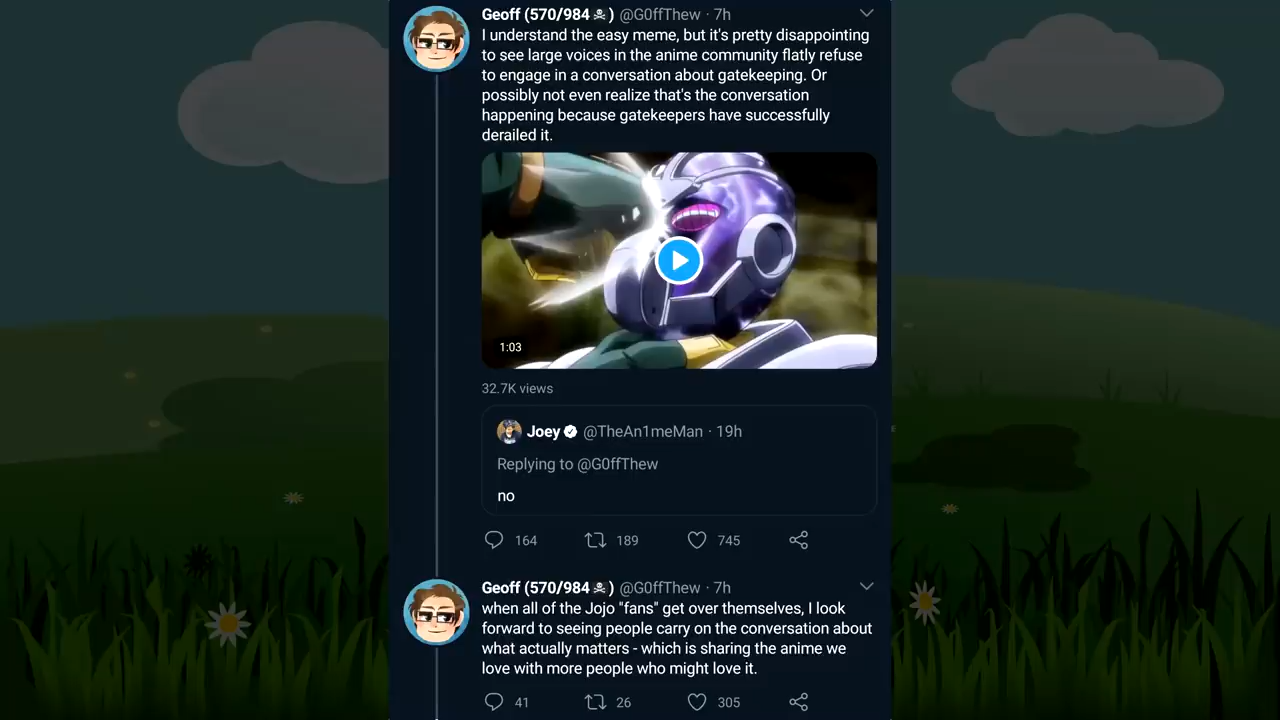 Geoff (570/984☠) @G0ffThew · 7h
I understand the easy meme, but it's pretty disappointing
to see large voices in the anime community flatly refuse
to engage in a conversation about gatekeeping. Or
possibly not even realize that's the conversation
happening because gatekeepers have successfully
derailed it.
1:03
32.7K views
Joey @TheAn1meMan · 19h
Replying to @G0ffThew
no
164 189 745
Geoff (570/984☠) @G0ffThew · 7h
when all of the Jojo "fans" get over themselves, I look
forward to seeing people carry on the conversation about
what actually matters - which is sharing the anime we
love with more people who might love it.
41 26 305